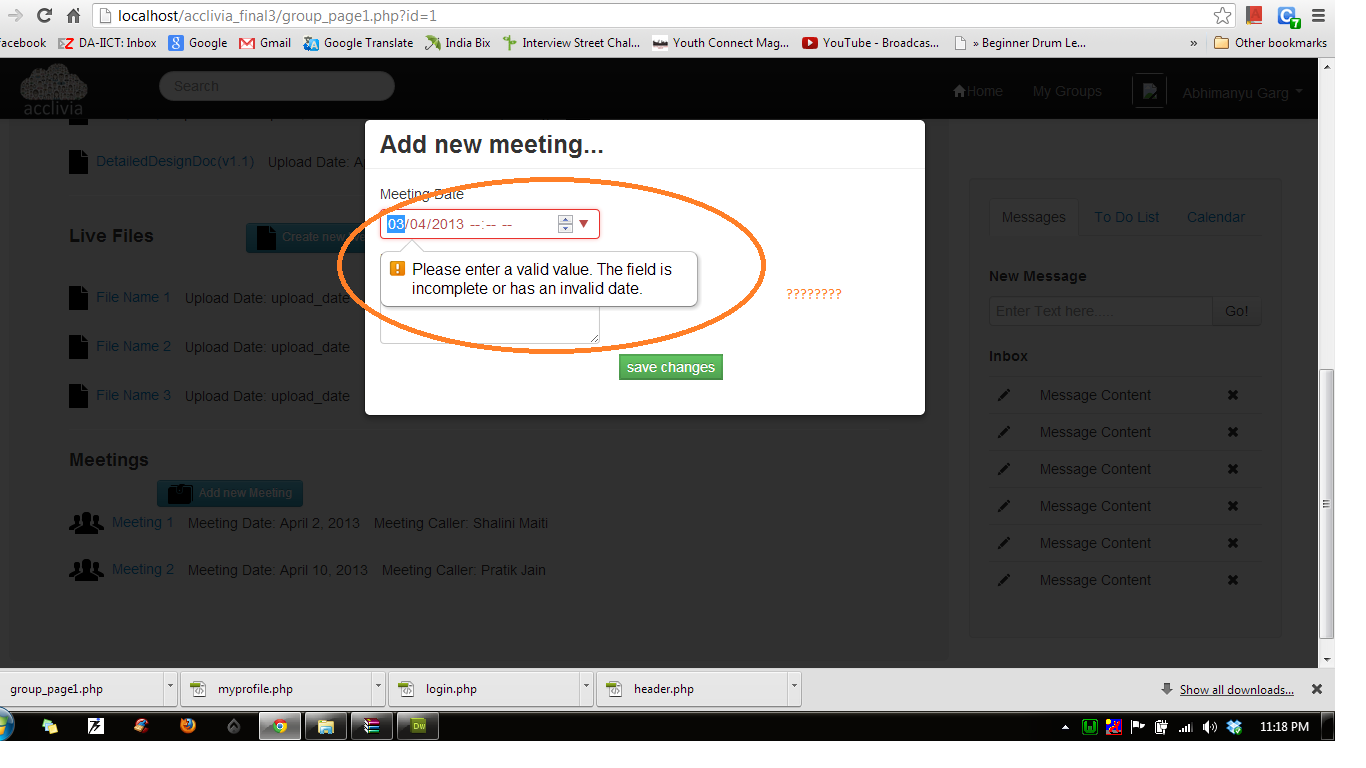 localhost/acclivia_final3/group_page1.php?id=1
acebook DA-IICT: Inbox Google Gmail Google Translate India Bix Interview Street Chal... Youth Connect Mag... YouTube - Broadcas... » Beginner Drum Le... » Other bookmarks
acclivia
Search
Home My Groups Abhimanyu Garg
Add new meeting...
DetailedDesignDoc(v1.1) Upload Date: A
Meeting Date
03/04/2013 --:-- --
Please enter a valid value. The field is
incomplete or has an invalid date.
????????
save changes
Live Files
Create new
File Name 1 Upload Date: upload_date
File Name 2 Upload Date: upload_date
File Name 3 Upload Date: upload_date
Meetings
Add new Meeting
Meeting 1 Meeting Date: April 2, 2013 Meeting Caller: Shalini Maiti
Meeting 2 Meeting Date: April 10, 2013 Meeting Caller: Pratik Jain
Messages To Do List Calendar
New Message
Enter Text here..... Go!
Inbox
Message Content
Message Content
Message Content
Message Content
Message Content
Message Content
group_page1.php myprofile.php login.php header.php Show all downloads...
Dw 11:18 PM